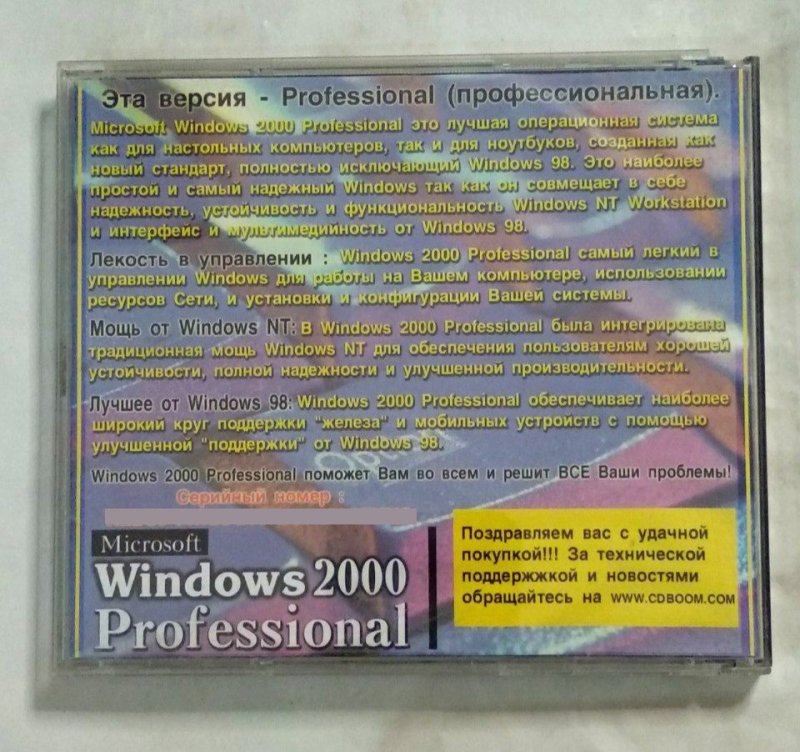 Эта версия - Professional (профессиональная).
Microsoft Windows 2000 Professional это лучшая операционная система
как для настольных компьютеров, так и для ноутбуков, созданная как
новый стандарт, полностью исключающий Windows 98. Это наиболее
простой и самый надежный Windows так как он совмещает в себе
надежность, устойчивость и функциональность Windows NT Workstation
и интерфейс и мультимедийность от Windows 98.
Лекость в управлении : Windows 2000 Professional самый легкий в
управлении Windows для работы на Вашем компьютере, использовании
ресурсов Сети, и установки и конфигурации Вашей системы.
Мощь от Windows NT: В Windows 2000 Professional была интегрирована
традиционная мощь Windows NT для обеспечения пользователям хорошей
устойчивости, полной надежности и улучшенной производительности.
Лучшее от Windows 98: Windows 2000 Professional обеспечивает наиболее
широкий круг поддержки "железа" и мобильных устройств с помощью
улучшенной "поддержки" от Windows 98.
Windows 2000 Professional поможет Вам во всем и решит ВСЕ Ваши проблемы!
Серийный номер :
Microsoft
Windows 2000
Professional
Поздравляем вас с удачной
покупкой!!! За технической
поддержжкой и новостями
обращайтесь на WWW.CDBOOM.COM